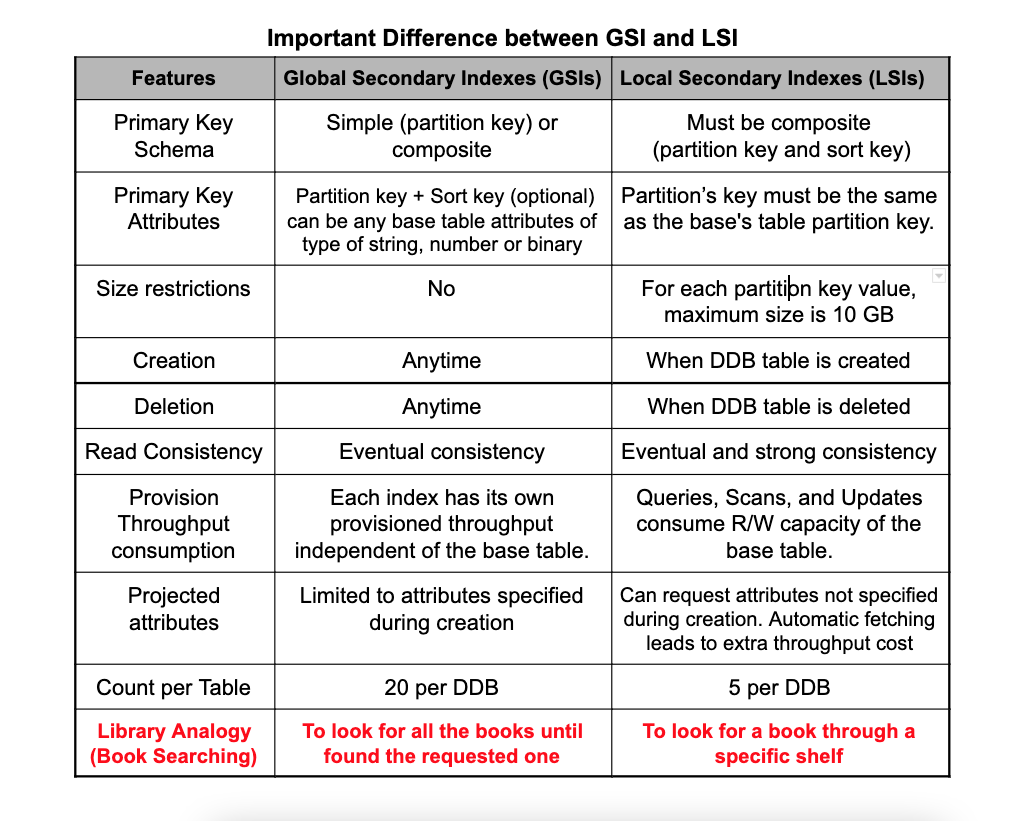 Important Difference between GSI and LSI
Features
Global Secondary Indexes (GSIs)
Local Secondary Indexes (LSIs)
Primary Key
Schema
Simple (partition key) or
composite
Must be composite
(partition key and sort key)
Primary Key
Attributes
Partition key + Sort key (optional)
can be any base table attributes of
type of string, number or binary
Partition’s key must be the same
as the base's table partition key.
Size restrictions
No
For each partition key value,
maximum size is 10 GB
Creation
Anytime
When DDB table is created
Deletion
Anytime
When DDB table is deleted
Read Consistency
Eventual consistency
Eventual and strong consistency
Provision
Throughput
consumption
Each index has its own
provisioned throughput
independent of the base table.
Queries, Scans, and Updates
consume R/W capacity of the
base table.
Projected
attributes
Limited to attributes specified
during creation
Can request attributes not specified
during creation. Automatic fetching
leads to extra throughput cost
Count per Table
20 per DDB
5 per DDB
Library Analogy
(Book Searching)
To look for all the books until
found the requested one
To look for a book through a
specific shelf